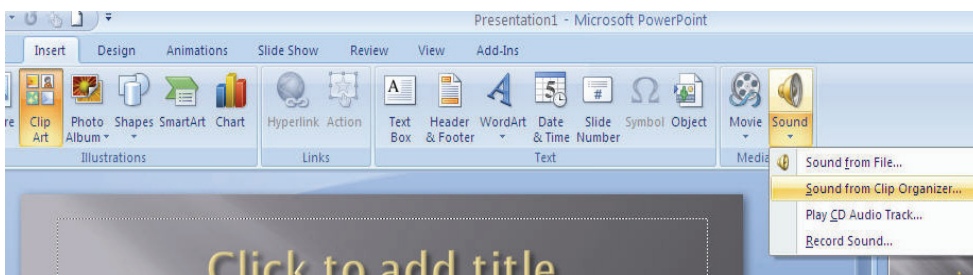 Presentation1 - Microsoft PowerPoint
Insert Design Animations Slide Show Review View Add-Ins
re Clip Art Photo Album Shapes SmartArt Chart Hyperlink Action Text Box Header & Footer WordArt Date & Time Slide Number Symbol Object Movie Sound
Illustrations Links Text Media
Sound from File...
Sound from Clip Organizer...
Play CD Audio Track...
Record Sound...
Click to add title